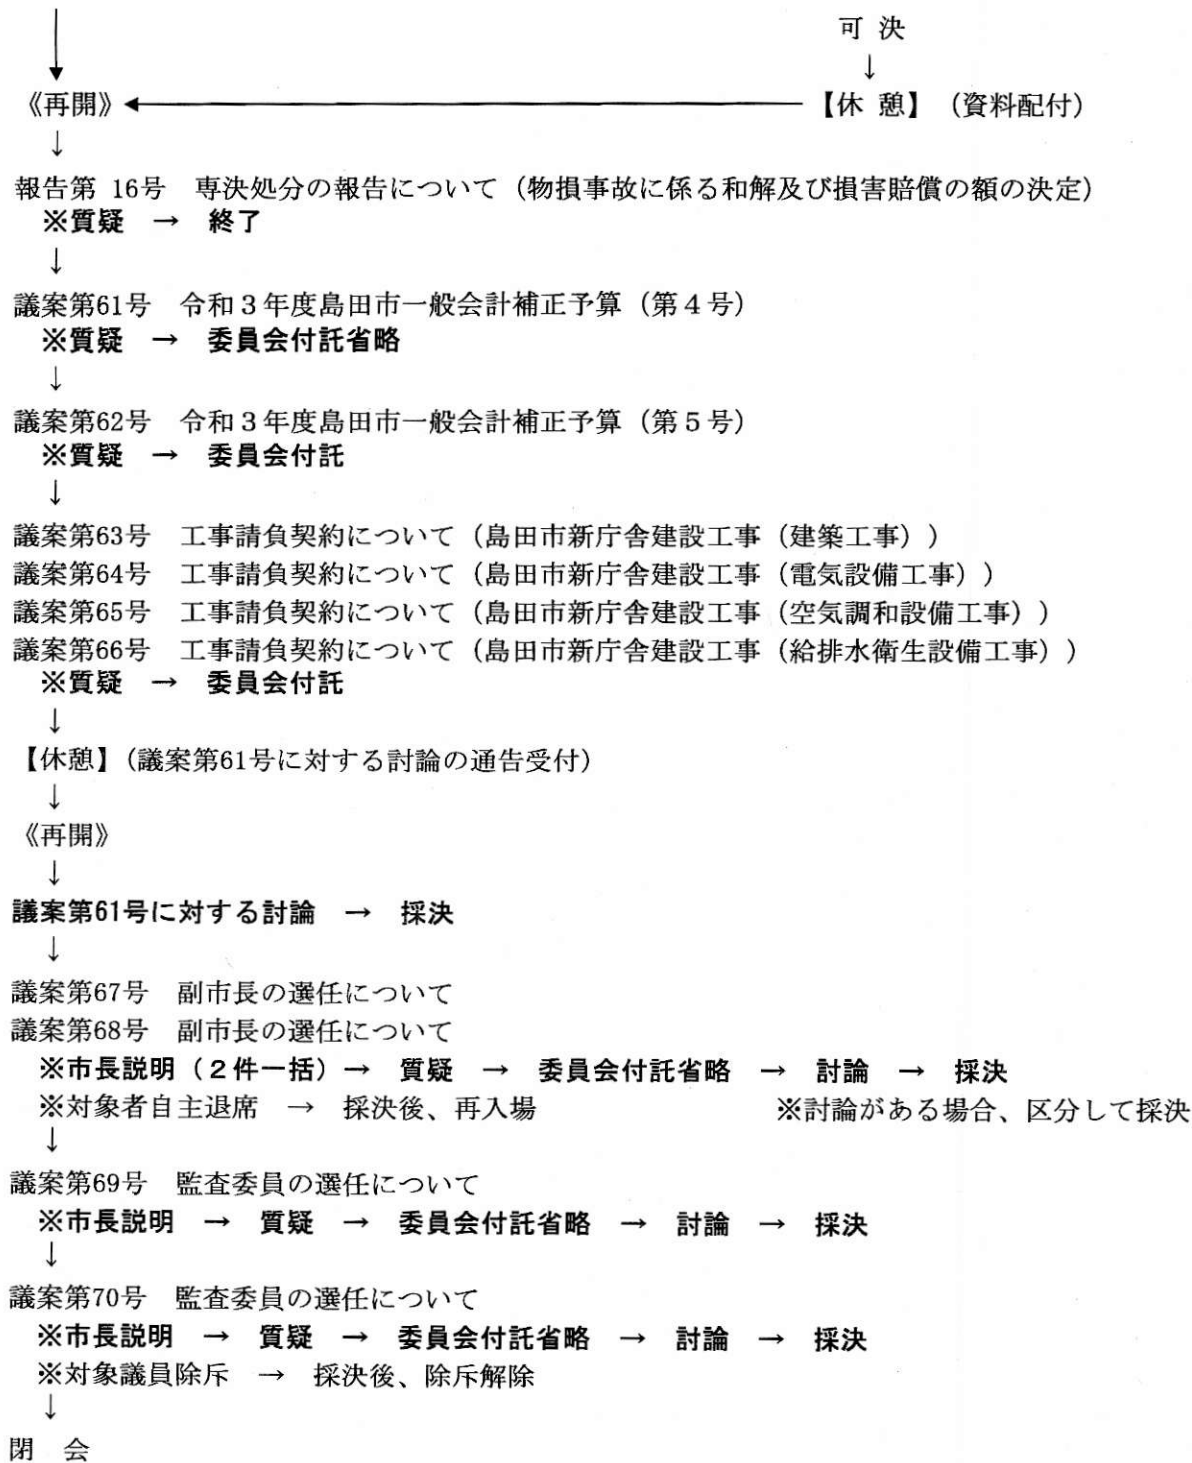 可 決
↓
《再開》 ← 【休 憩】 (資料配付)
↓
報告第 16号 専決処分の報告について(物損事故に係る和解及び損害賠償の額の決定)
※質疑 → 終了
↓
議案第61号 令和3年度島田市一般会計補正予算(第4号)
※質疑 → 委員会付託省略
↓
議案第62号 令和3年度島田市一般会計補正予算(第5号)
※質疑 → 委員会付託
↓
議案第63号 工事請負契約について(島田市新庁舎建設工事(建築工事))
議案第64号 工事請負契約について(島田市新庁舎建設工事(電気設備工事))
議案第65号 工事請負契約について(島田市新庁舎建設工事(空気調和設備工事))
議案第66号 工事請負契約について(島田市新庁舎建設工事(給排水衛生設備工事))
※質疑 → 委員会付託
↓
【休憩】(議案第61号に対する討論の通告受付)
↓
《再開》
↓
議案第61号に対する討論 → 採決
↓
議案第67号 副市長の選任について
議案第68号 副市長の選任について
※市長説明(2件一括)→ 質疑 → 委員会付託省略 → 討論 → 採決
※対象者自主退席 → 採決後、再入場 ※討論がある場合、区分して採決
↓
議案第69号 監査委員の選任について
※市長説明 → 質疑 → 委員会付託省略 → 討論 → 採決
↓
議案第70号 監査委員の選任について
※市長説明 → 質疑 → 委員会付託省略 → 討論 → 採決
※対象議員除斥 → 採決後、除斥解除
↓
閉 会